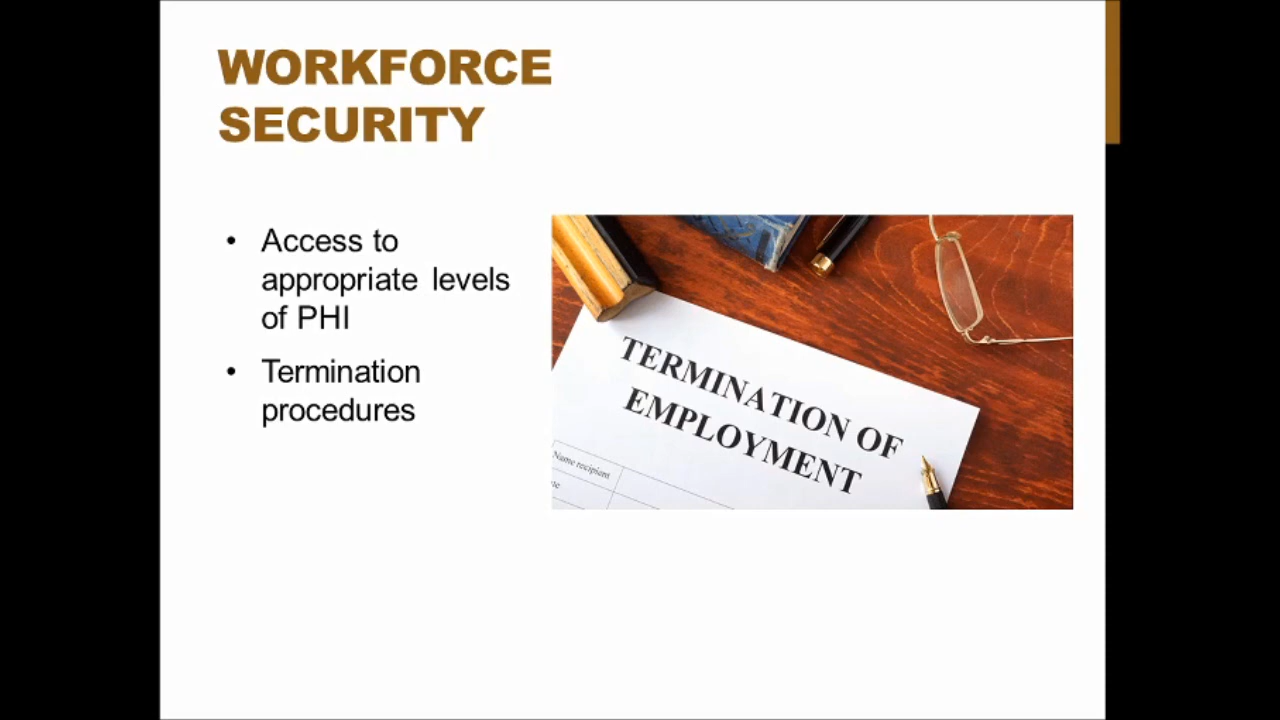 WORKFORCE
SECURITY
• Access to
appropriate levels
of PHI
• Termination
procedures
TERMINATION OF
EMPLOYMENT
Name recipient